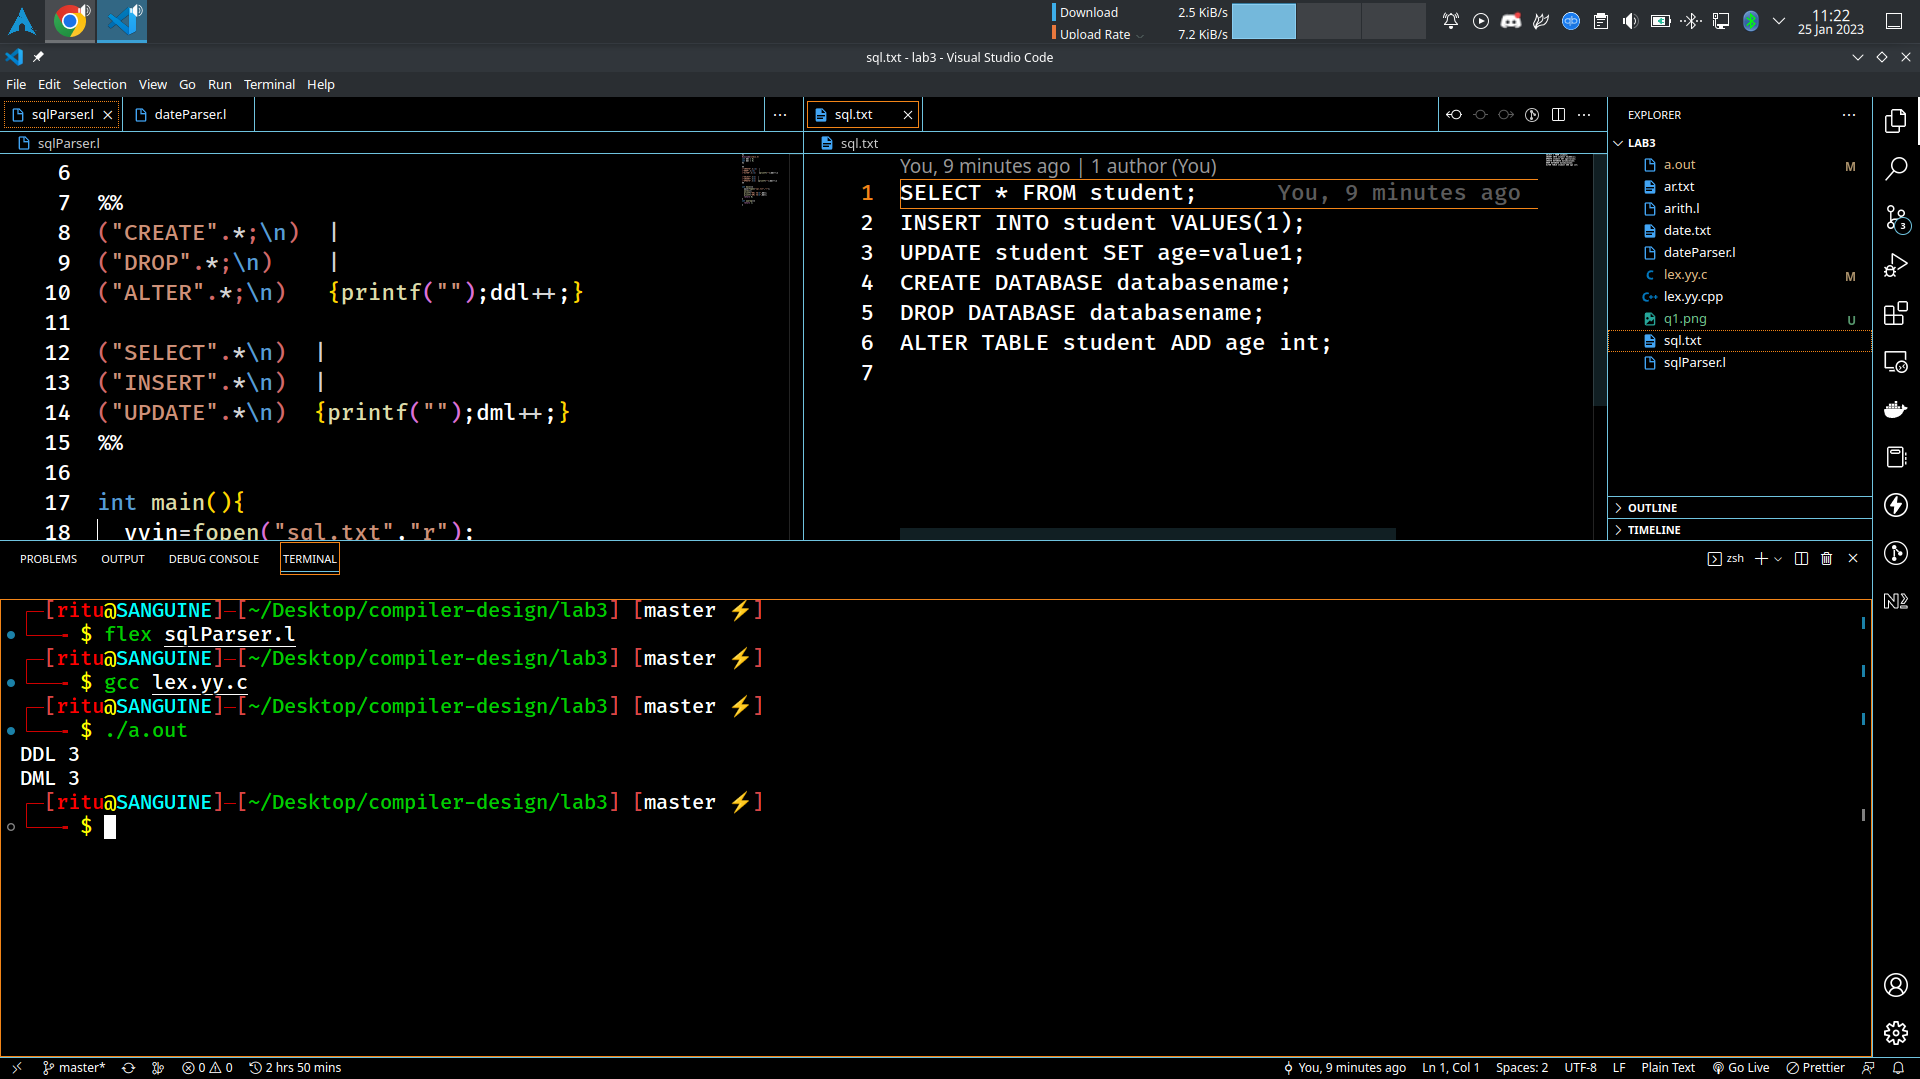 Download 2.5 KiB/s
Upload Rate 7.2 KiB/s
11:22
25 Jan 2023
sql.txt - lab3 - Visual Studio Code
File Edit Selection View Go Run Terminal Help
sqlParser.l
dateParser.l
sqlParser.l
6
7 %%
8 ("CREATE".*;\n) |
9 ("DROP".*;\n) |
10 ("ALTER".*;\n) {printf("");ddl++;}
11
12 ("SELECT".*\n) |
13 ("INSERT".*\n) |
14 ("UPDATE".*\n) {printf("");dml++;}
15 %%
16
17 int main(){
18 yyin=fopen("sql.txt","r");
sql.txt
sql.txt
You, 9 minutes ago | 1 author (You)
1 SELECT * FROM student; You, 9 minutes ago
2 INSERT INTO student VALUES(1);
3 UPDATE student SET age=value1;
4 CREATE DATABASE databasename;
5 DROP DATABASE databasename;
6 ALTER TABLE student ADD age int;
7
EXPLORER
LAB3
a.out M
ar.txt
arith.l
date.txt
dateParser.l
lex.yy.c M
lex.yy.cpp
q1.png U
sql.txt
sqlParser.l
OUTLINE
TIMELINE
3
PROBLEMS OUTPUT DEBUG CONSOLE TERMINAL
zsh
[ritu@SANGUINE]-[~/Desktop/compiler-design/lab3] [master ⚡]
$ flex sqlParser.l
[ritu@SANGUINE]-[~/Desktop/compiler-design/lab3] [master ⚡]
$ gcc lex.yy.c
[ritu@SANGUINE]-[~/Desktop/compiler-design/lab3] [master ⚡]
$ ./a.out
DDL 3
DML 3
[ritu@SANGUINE]-[~/Desktop/compiler-design/lab3] [master ⚡]
$
master* 0 0 2 hrs 50 mins
You, 9 minutes ago Ln 1, Col 1 Spaces: 2 UTF-8 LF Plain Text Go Live Prettier